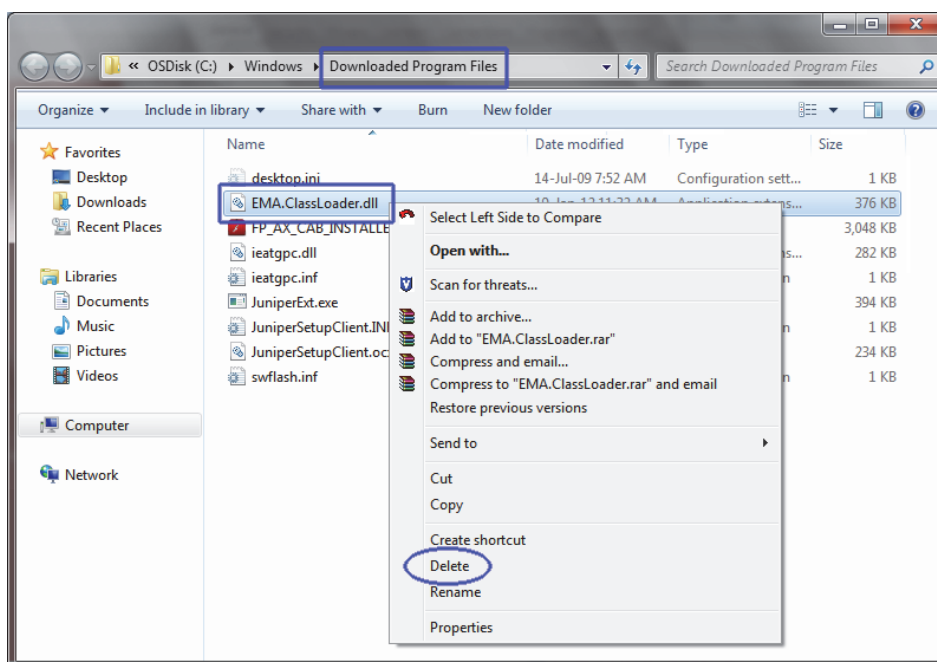 « OSDisk (C:) ▸ Windows ▸ Downloaded Program Files Search Downloaded Program Files
Organize Include in library Share with Burn New folder
Name Date modified Type Size
Favorites
Desktop
Downloads
Recent Places
Libraries
Documents
Music
Pictures
Videos
Computer
Network
desktop.ini 14-Jul-09 7:52 AM Configuration sett... 1 KB
EMA.ClassLoader.dll 376 KB
FP_AX_CAB_INSTALLE 3,048 KB
ieatgpc.dll 282 KB
ieatgpc.inf 1 KB
JuniperExt.exe 394 KB
JuniperSetupClient.INI 1 KB
JuniperSetupClient.oc 234 KB
swflash.inf 1 KB
Select Left Side to Compare
Open with...
Scan for threats...
Add to archive...
Add to "EMA.ClassLoader.rar"
Compress and email...
Compress to "EMA.ClassLoader.rar" and email
Restore previous versions
Send to
Cut
Copy
Create shortcut
Delete
Rename
Properties